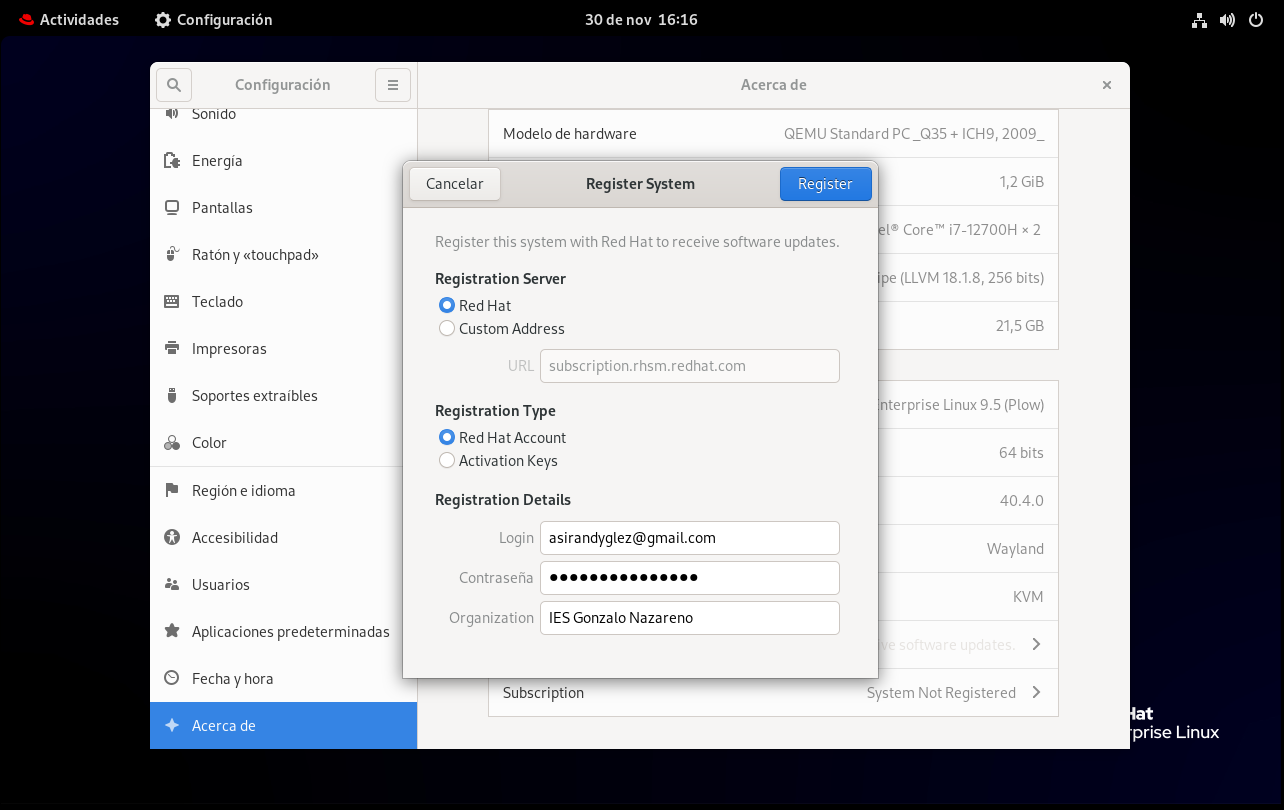 Actividades Configuración 30 de nov 16:16
Configuración Acerca de
Sonido
Energía
Pantallas
Ratón y «touchpad»
Teclado
Impresoras
Soportes extraíbles
Color
Región e idioma
Accesibilidad
Usuarios
Aplicaciones predeterminadas
Fecha y hora
Acerca de
Modelo de hardware QEMU Standard PC _Q35 + ICH9, 2009_
1,2 GiB
Core™ i7-12700H × 2
(LLVM 18.1.8, 256 bits)
21,5 GB
Enterprise Linux 9.5 (Plow)
64 bits
40.4.0
Wayland
KVM
software updates.
Subscription System Not Registered
Cancelar Register System Register
Register this system with Red Hat to receive software updates.
Registration Server
Red Hat
Custom Address
URL subscription.rhsm.redhat.com
Registration Type
Red Hat Account
Activation Keys
Registration Details
Login asirandyglez@gmail.com
Contraseña ●●●●●●●●●●●●●●●
Organization IES Gonzalo Nazareno
Hat
Linux